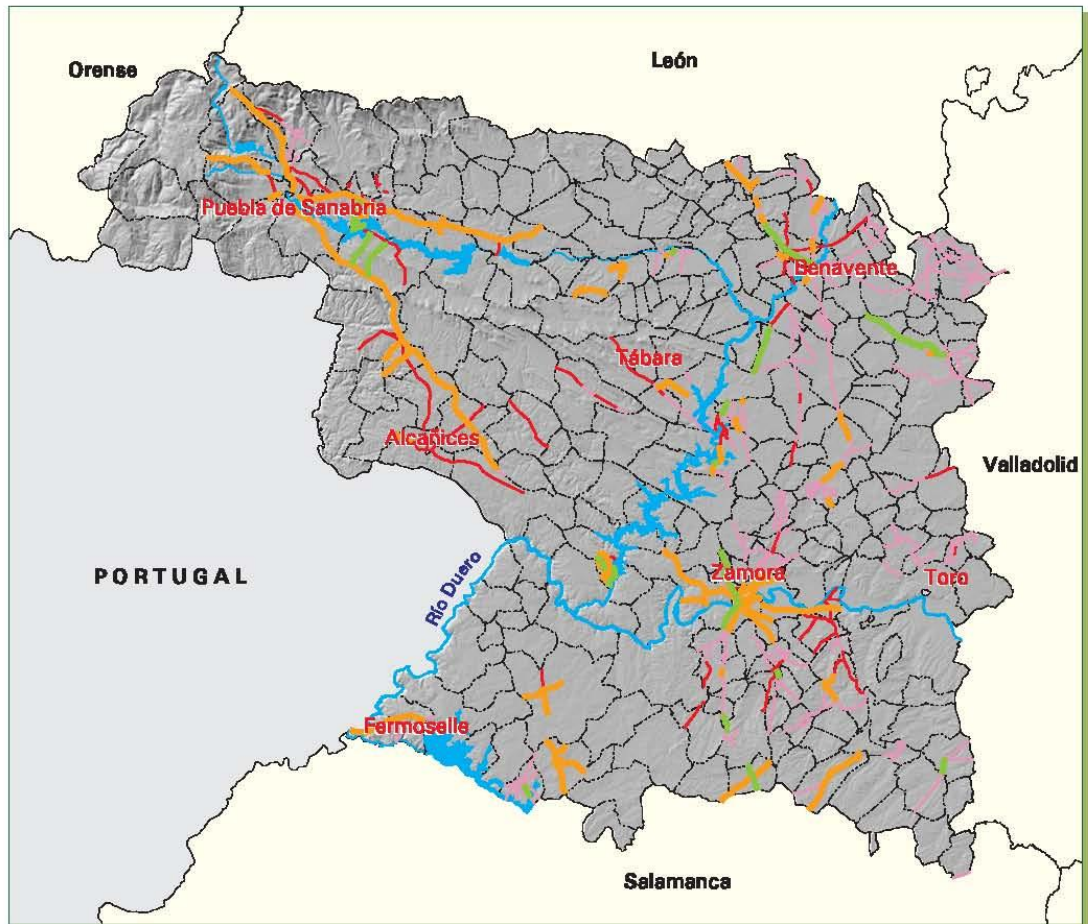 León
Orense
Puebla de Sanabria
Benavente
Tábara
Alcañices
Valladolid
PORTUGAL
Río Duero
Zamora
Toro
Fermoselle
Salamanca